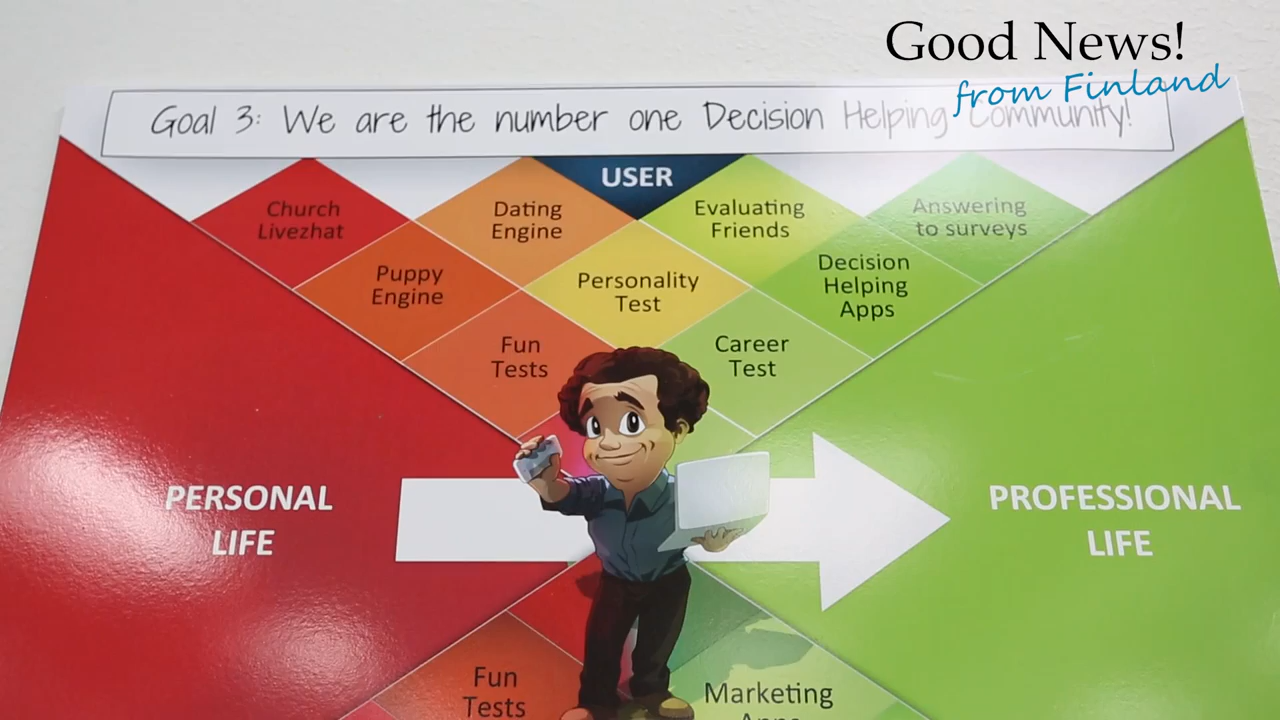 Good News!
from Finland
Goal 3: We are the number one Decision Helping Community!
USER
Church
Livezhat
Dating
Engine
Evaluating
Friends
Answering
to surveys
Puppy
Engine
Personality
Test
Decision
Helping
Apps
Fun
Tests
Career
Test
PERSONAL
LIFE
PROFESSIONAL
LIFE
Fun
Tests
Marketing
Apps